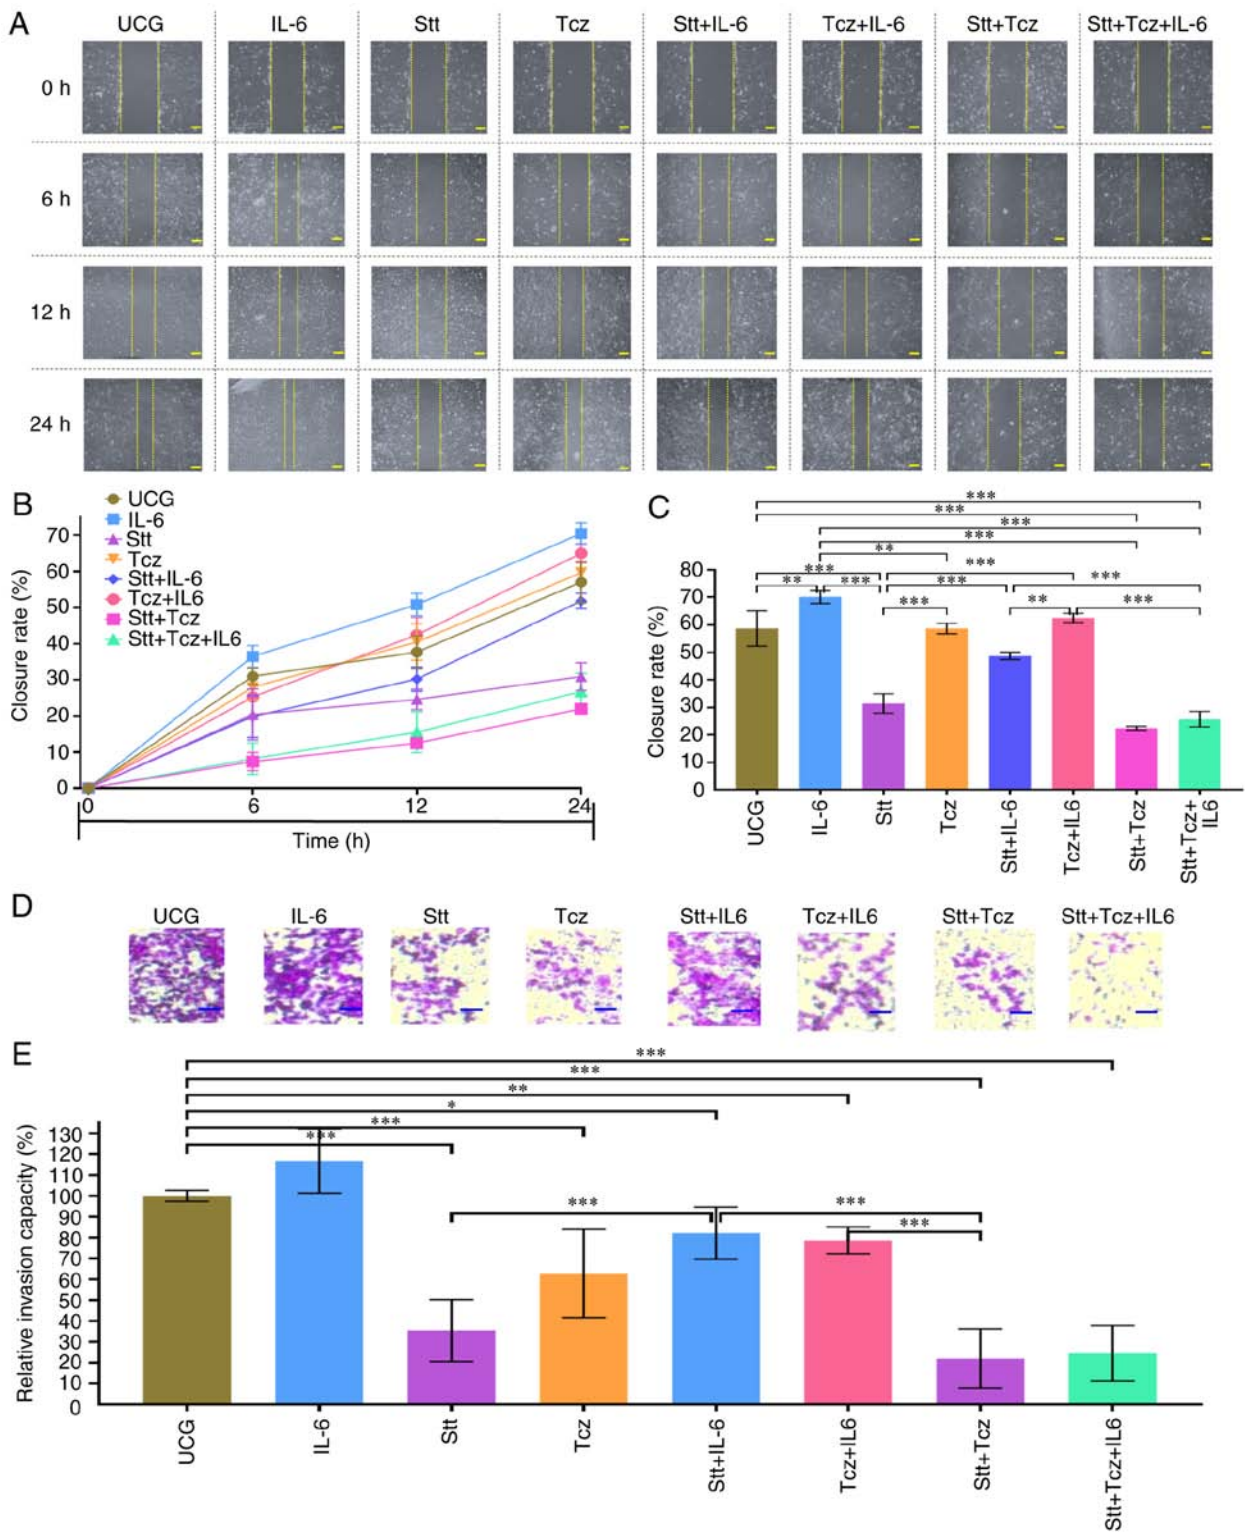 A
UCG IL-6 Stt Tcz Stt+IL-6 Tcz+IL-6 Stt+Tcz Stt+Tcz+IL-6
0 h
6 h
12 h
24 h
B
UCG
IL-6
Stt
Tcz
Stt+IL-6
Tcz+IL6
Stt+Tcz
Stt+Tcz+IL6
Closure rate (%)
70
60
50
40
30
20
10
0
0 6 12 24
Time (h)
C
***
***
***
***
**
*** ***
** *** *** ***
*** ** ***
Closure rate (%)
80
70
60
50
40
30
20
10
0
UCG
IL-6
Stt
Tcz
Stt+IL-6
Tcz+IL6
Stt+Tcz
Stt+Tcz+
IL6
D
UCG IL-6 Stt Tcz Stt+IL6 Tcz+IL6 Stt+Tcz Stt+Tcz+IL6
E
***
***
**
*
***
***
*** ***
***
Relative invasion capacity (%)
130
120
110
100
90
80
70
60
50
40
30
20
10
0
UCG
IL-6
Stt
Tcz
Stt+IL-6
Tcz+IL6
Stt+Tcz
Stt+Tcz+IL6